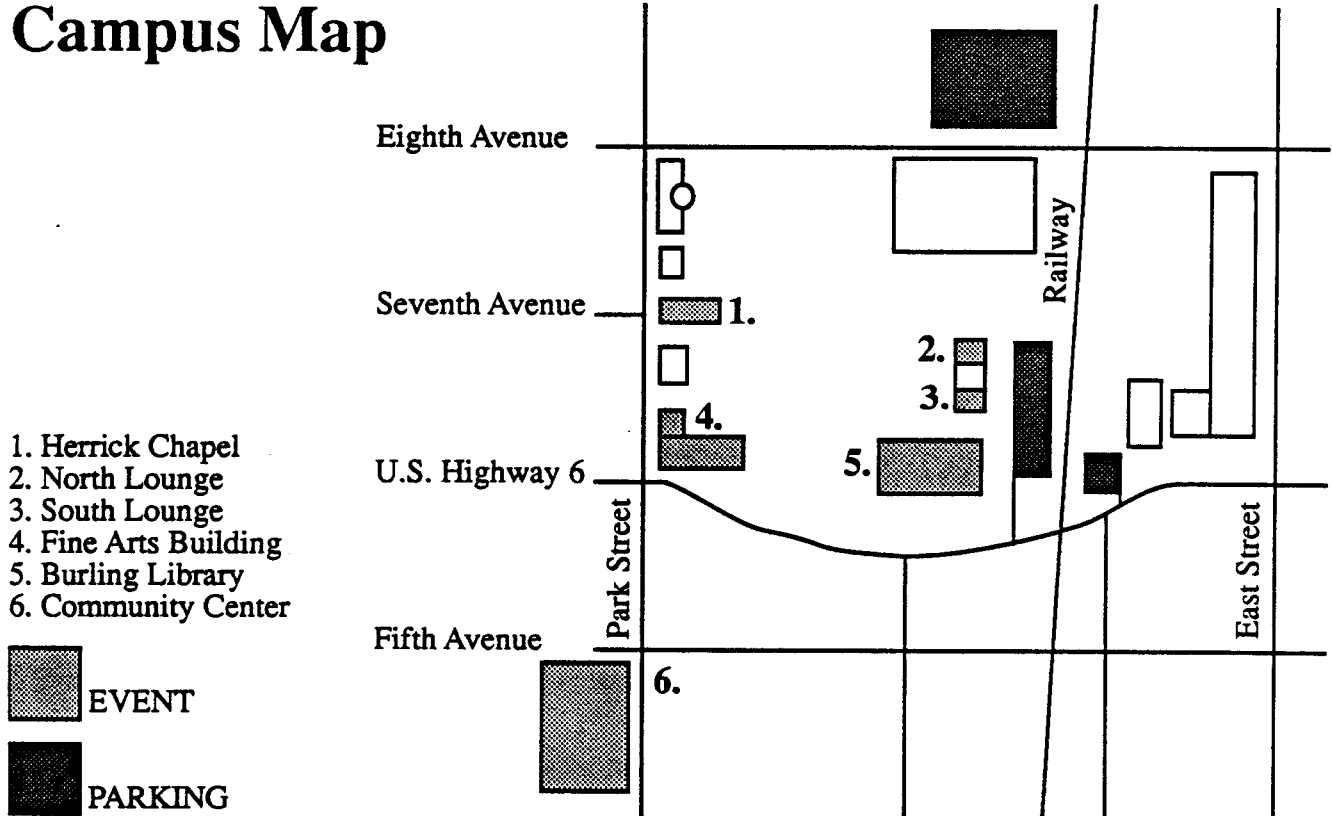 Campus Map
Eighth Avenue
Railway
Seventh Avenue
1.
2.
3.
4.
1. Herrick Chapel
2. North Lounge
3. South Lounge
4. Fine Arts Building
5. Burling Library
6. Community Center
U.S. Highway 6
5.
Park Street
East Street
Fifth Avenue
6.
EVENT
PARKING